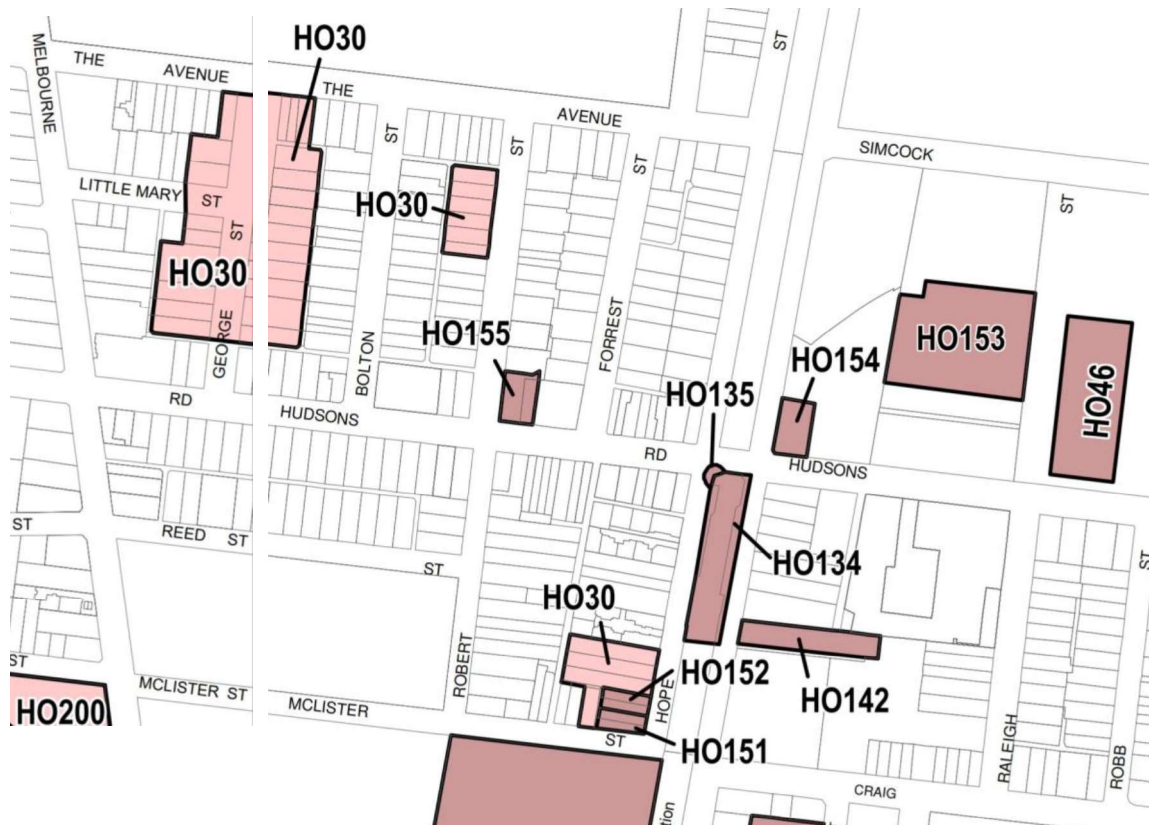 HO30
MELBOURNE
THE
AVENUE
THE
AVENUE
ST
ST
ST
ST
SIMCOCK
LITTLE MARY
ST
ST
HO30
ST
HO30
GEORGE
BOLTON
HO155
FORREST
HO153
HO154
HO46
HO135
RD
HUDSONS
RD
HUDSONS
ST
REED
ST
ST
HO134
ST
HO30
ST
ROBERT
HO152
HOPE
HO142
MCLISTER ST
MCLISTER
HO200
ST
HO151
RALEIGH
ROBB
CRAIG